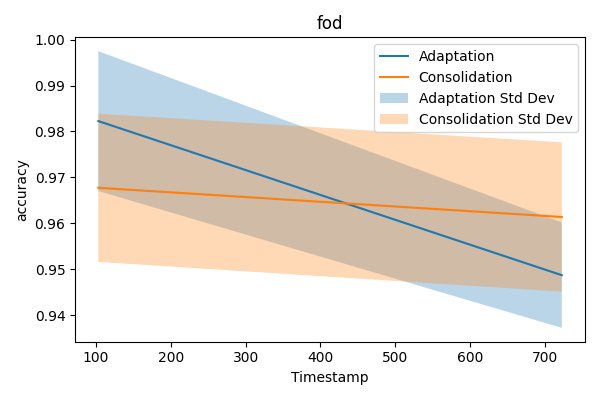 fod
1.00
0.99
0.98
0.97
0.96
0.95
0.94
accuracy
Adaptation
Consolidation
Adaptation Std Dev
Consolidation Std Dev
100 200 300 400 500 600 700
Timestamp